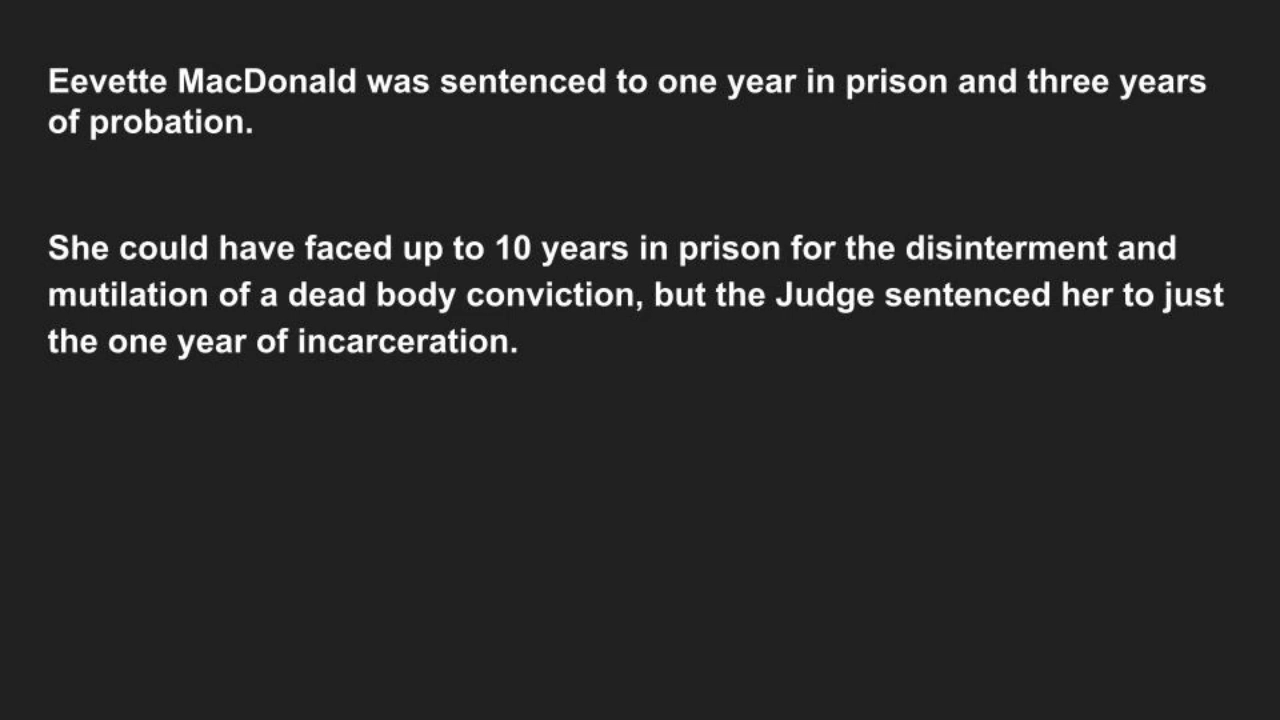 Eevette MacDonald was sentenced to one year in prison and three years
of probation.
She could have faced up to 10 years in prison for the disinterment and
mutilation of a dead body conviction, but the Judge sentenced her to just
the one year of incarceration.